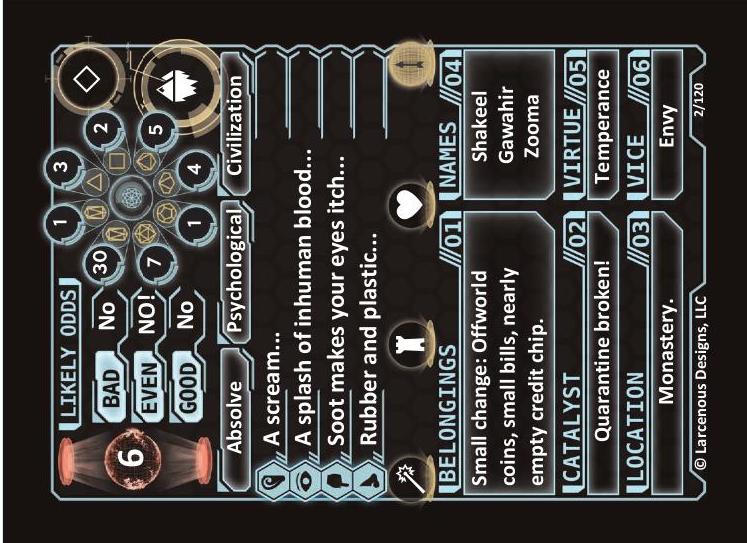 6
LIKELY ODDS
BAD No
EVEN NO!
GOOD No
30
1
3
2
5
4
1
7
Absolve
Psychological
Civilization
A scream...
A splash of inhuman blood...
Soot makes your eyes itch...
Rubber and plastic...
BELONGINGS //01
Small change: Offworld
coins, small bills, nearly
empty credit chip.
NAMES //04
Shakeel
Gawahir
Zooma
CATALYST //02
Quarantine broken!
VIRTUE //05
Temperance
LOCATION //03
Monastery.
VICE //06
Envy
© Larcenous Designs, LLC
2/120